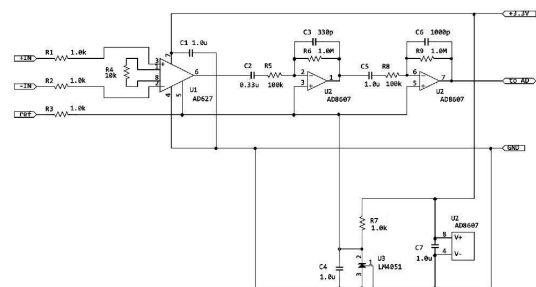 +3.3V
C1 1.0u
C3 330p
R6 1.0M
C6 1000p
R9 1.0M
+IN
R1 1.0k
R4
10k
3
1
8
2
7
6
4
5
U1
AD627
C2
0.33u
R5
100k
2
3
1
U2
AD8607
C5
1.0u
R8
100k
6
5
7
U2
AD8607
to AD
-IN
R2 1.0k
ref
R3
1.0k
GND
R7
1.0k
C4
1.0u
2
1
3
U3
LM4051
C7
1.0u
U2
AD8607
8
V+
4
V-